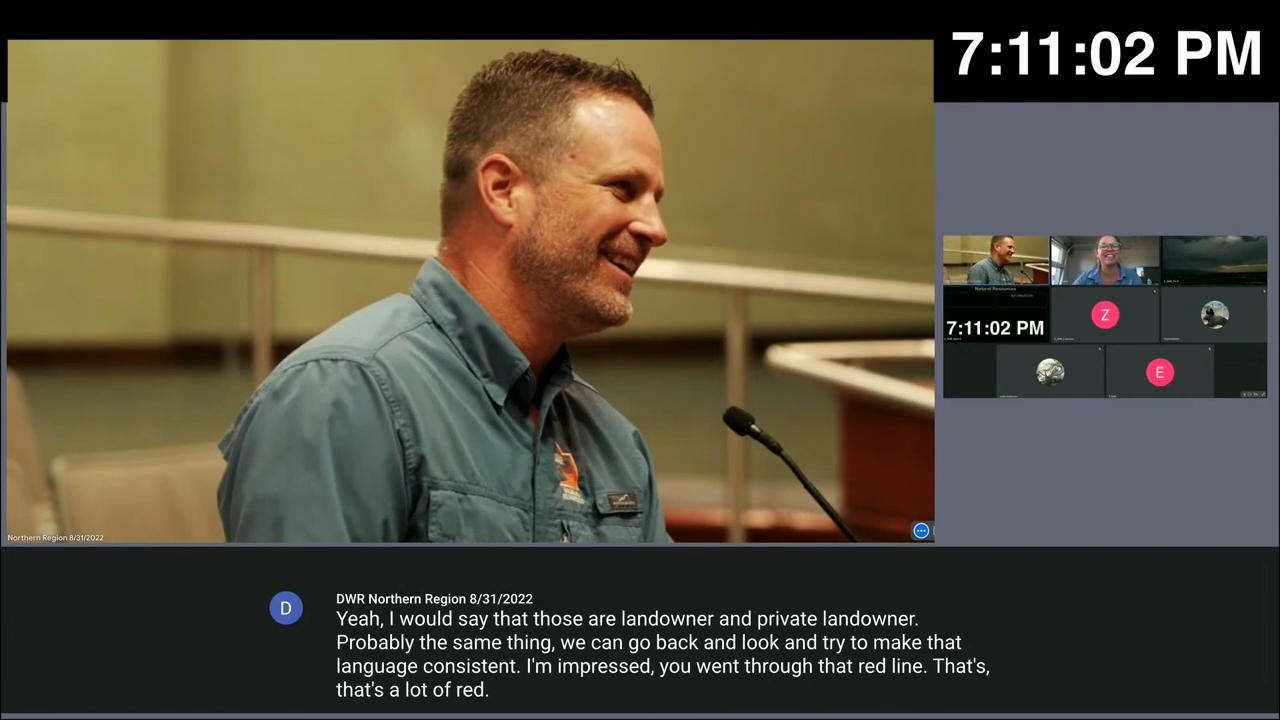 7:11:02 PM
Northern Region 8/31/2022
Natural Resources
INFORMATION
7:11:02 PM
Z
E
D
DWR Northern Region 8/31/2022
Yeah, I would say that those are landowner and private landowner.
Probably the same thing, we can go back and look and try to make that
language consistent. I'm impressed, you went through that red line. That's,
that's a lot of red.